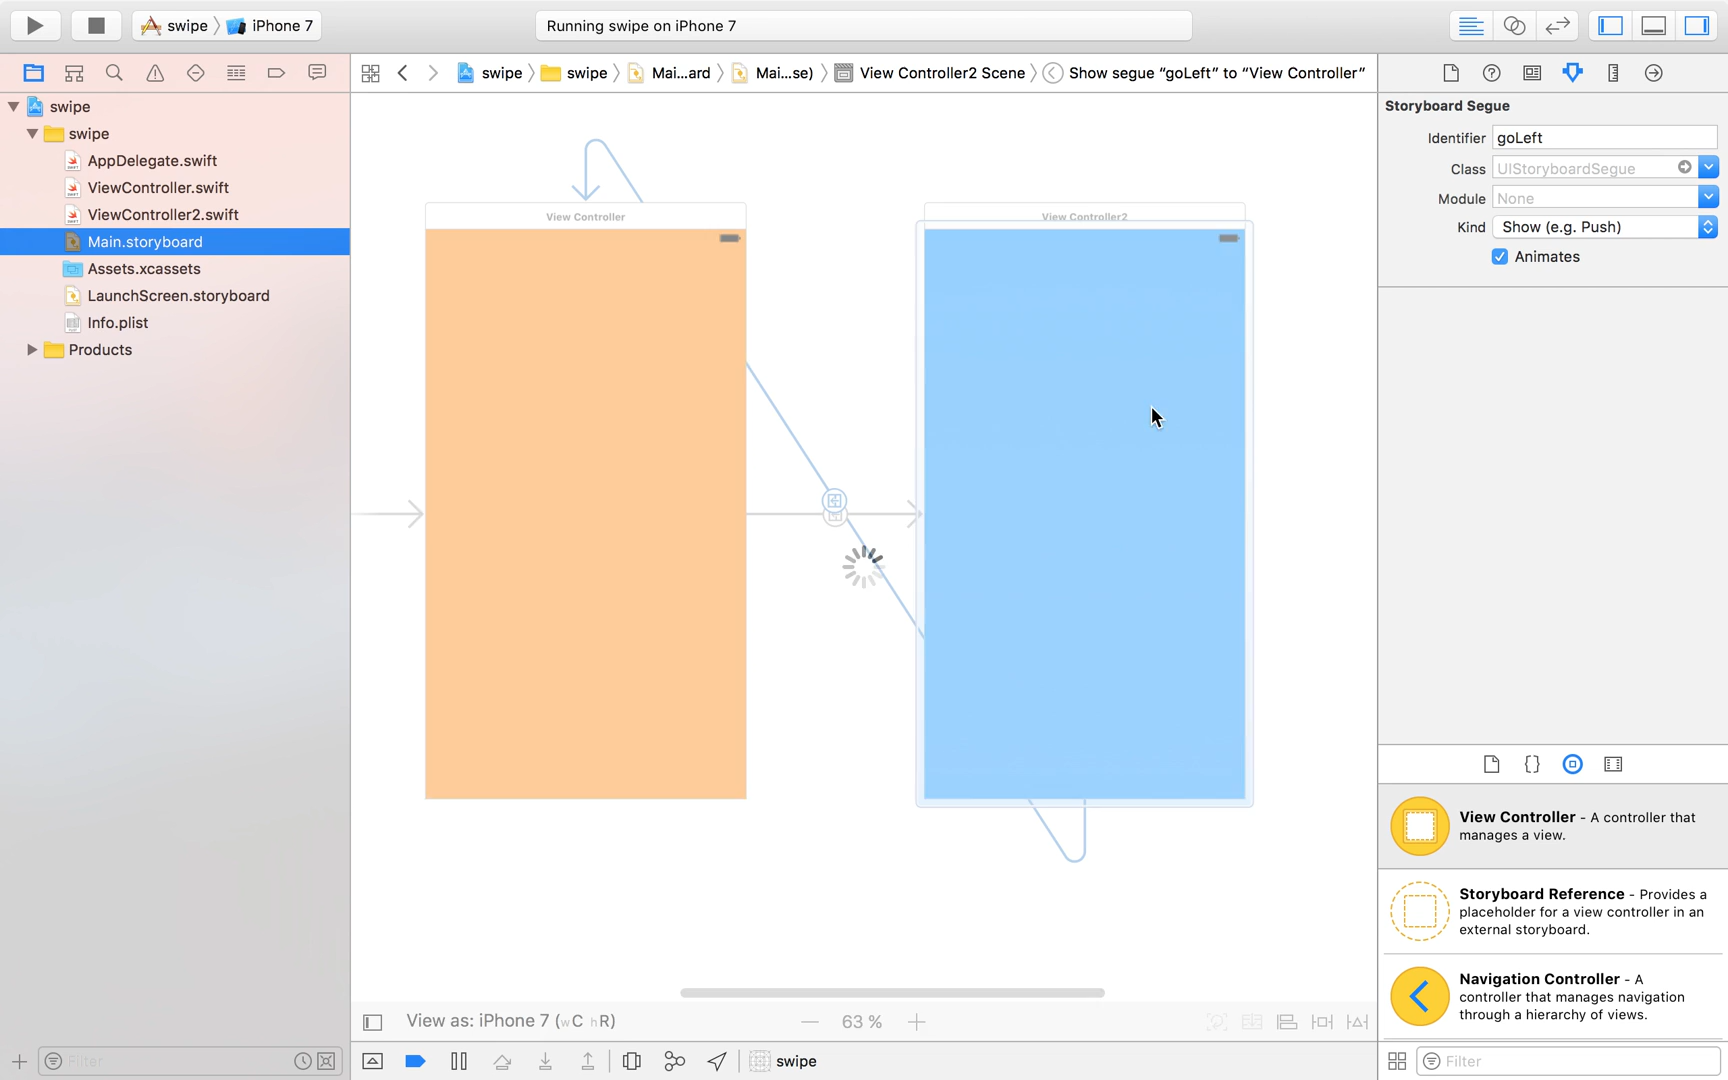 swipe iPhone 7
Running swipe on iPhone 7
swipe swipe Mai...ard Mai...se) View Controller2 Scene Show segue “goLeft” to “View Controller”
swipe
swipe
AppDelegate.swift
ViewController.swift
ViewController2.swift
Main.storyboard
Assets.xcassets
LaunchScreen.storyboard
Info.plist
Products
Filter
View Controller
View Controller2
View as: iPhone 7 (wC hR)
63 %
swipe
Storyboard Segue
Identifier goLeft
Class UIStoryboardSegue
Module None
Kind Show (e.g. Push)
Animates
View Controller - A controller that
manages a view.
Storyboard Reference - Provides a
placeholder for a view controller in an
external storyboard.
Navigation Controller - A
controller that manages navigation
through a hierarchy of views.
Filter